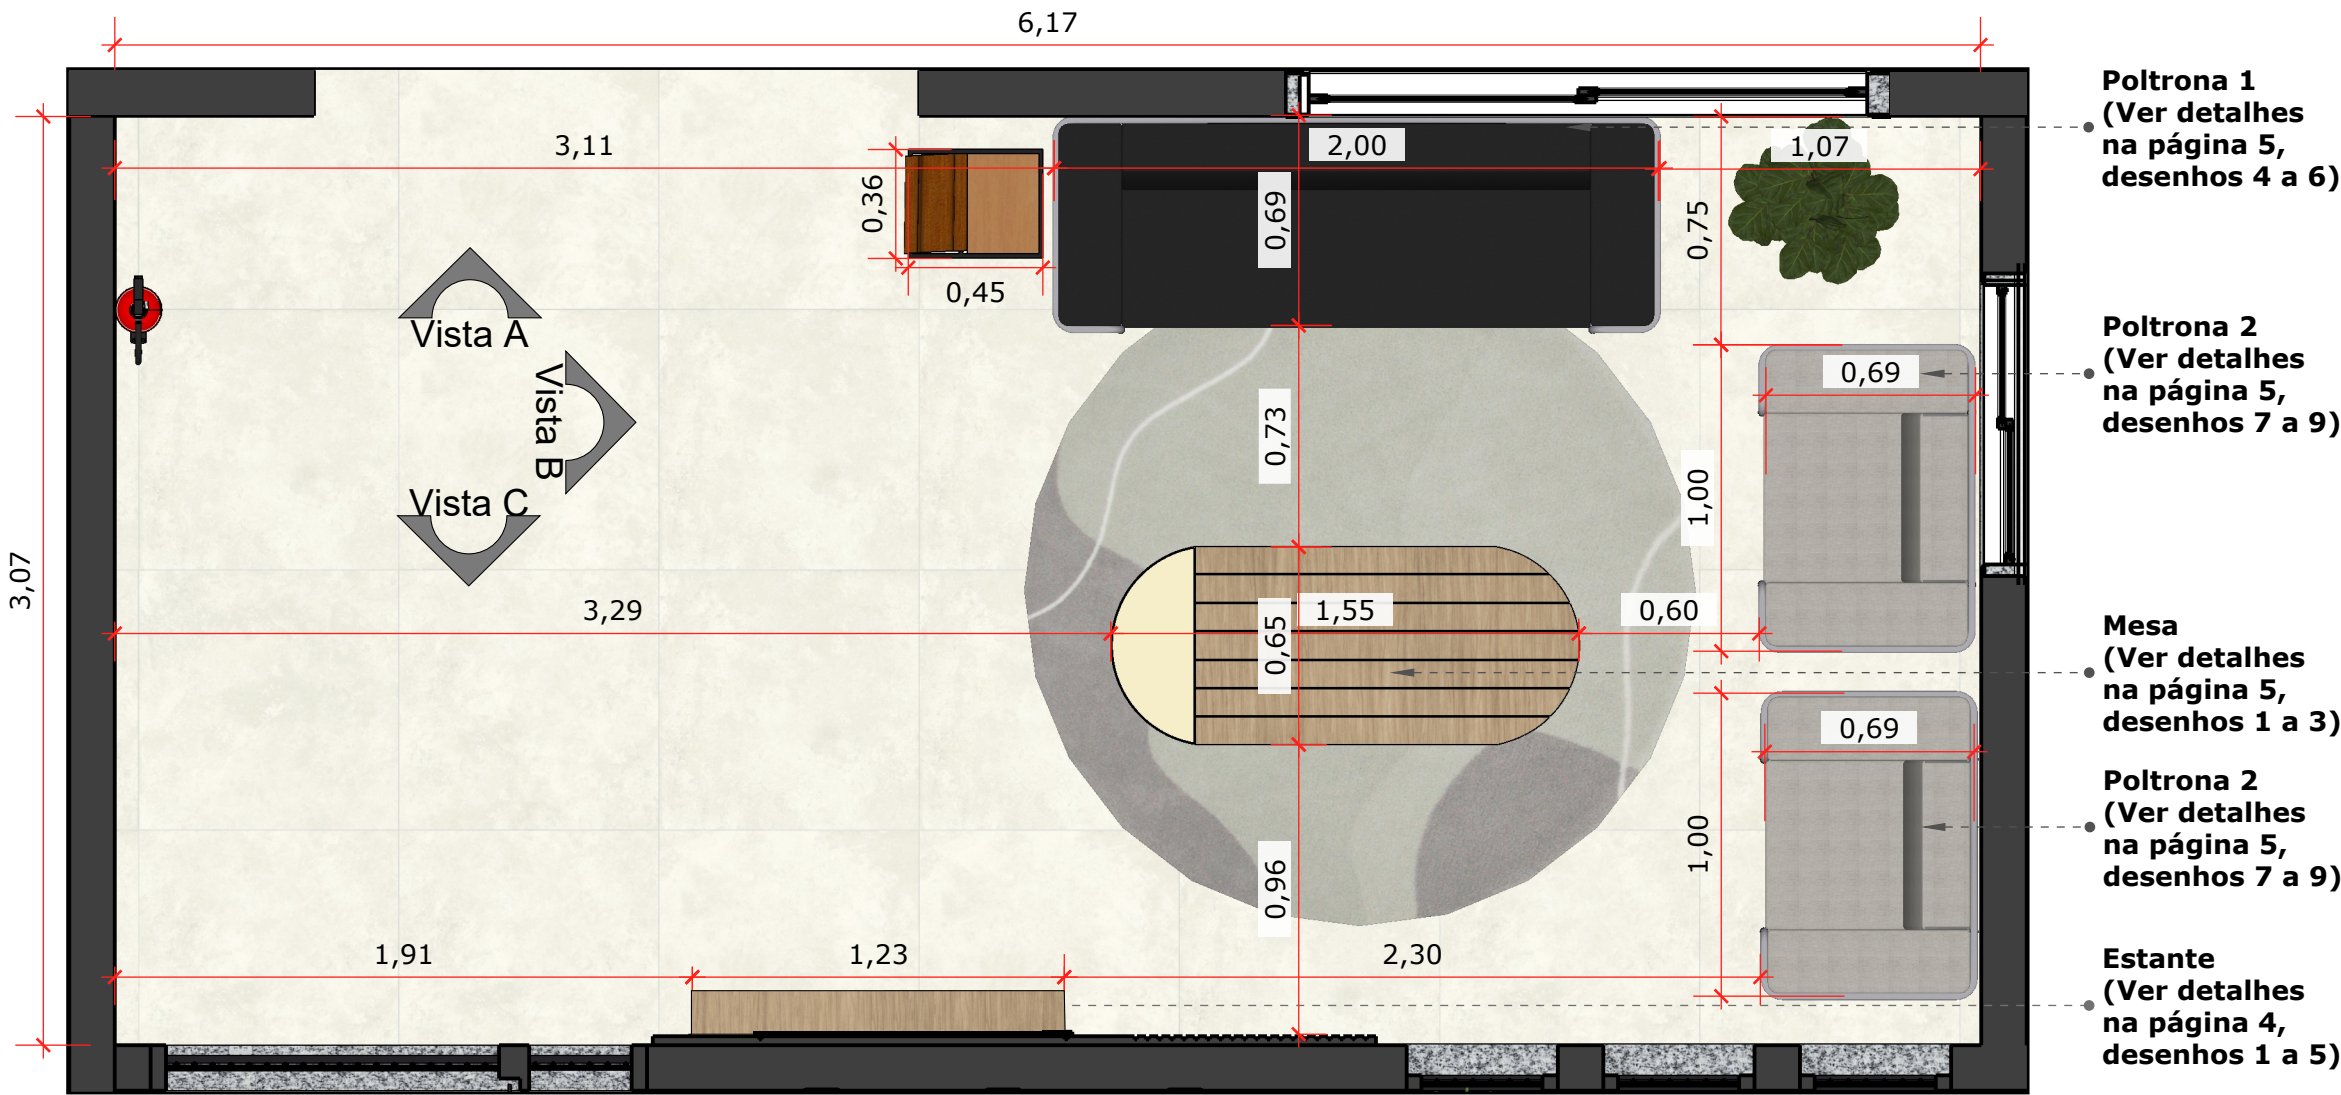 6,17
3,11
2,00
1,07
0,36
0,69
0,75
0,45
Vista A
Vista B
Vista C
0,69
0,73
1,00
3,07
3,29
1,55
0,65
0,60
0,69
1,00
0,96
1,91
1,23
2,30
Poltrona 1
(Ver detalhes
na página 5,
desenhos 4 a 6)
Poltrona 2
(Ver detalhes
na página 5,
desenhos 7 a 9)
Mesa
(Ver detalhes
na página 5,
desenhos 1 a 3)
Poltrona 2
(Ver detalhes
na página 5,
desenhos 7 a 9)
Estante
(Ver detalhes
na página 4,
desenhos 1 a 5)